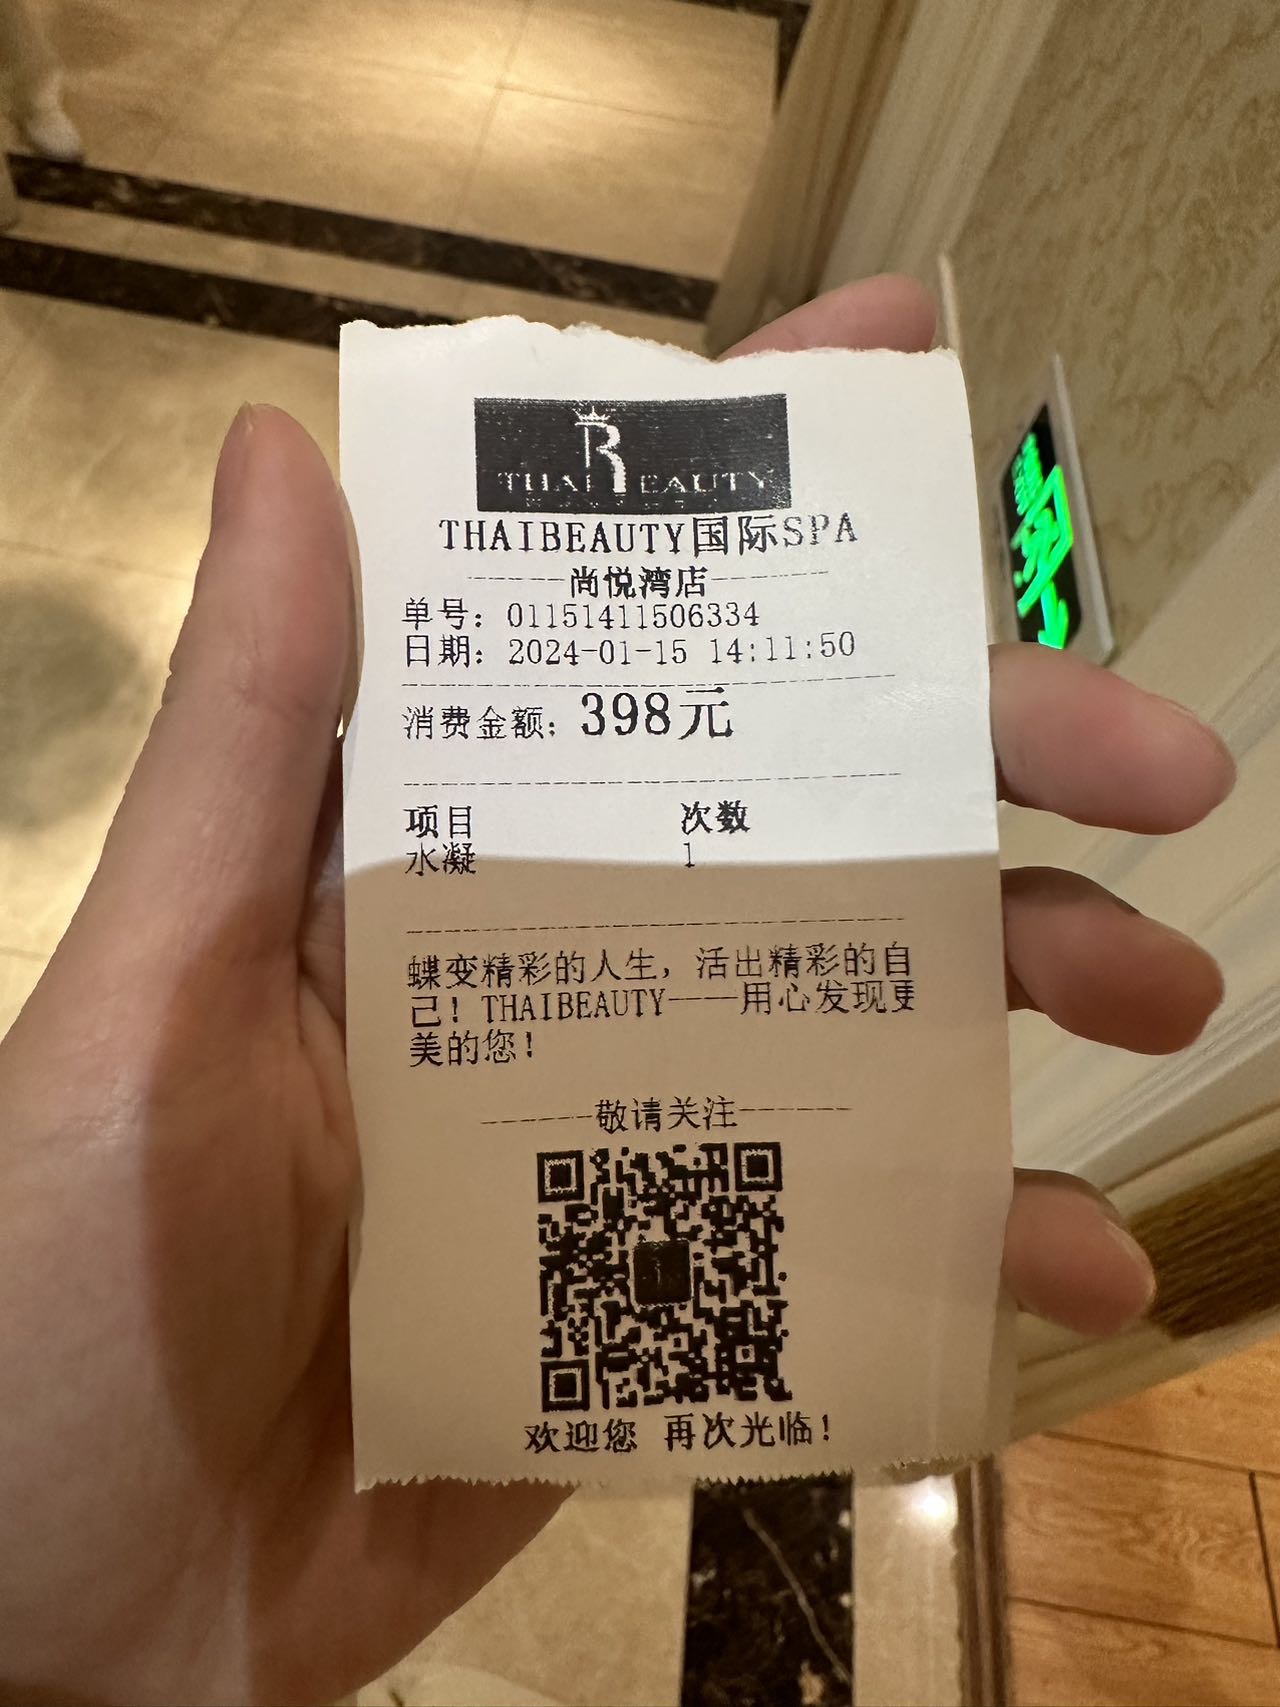 THAI BEAUTY
THAIBEAUTY国际SPA
-----尚悦湾店-----
单号：01151411506334
日期：2024-01-15 14:11:50
消费金额：398元
项目 次数
水凝 1
蝶变精彩的人生，活出精彩的自
己！THAIBEAUTY——用心发现更
美的您！
------敬请关注------
欢迎您 再次光临！